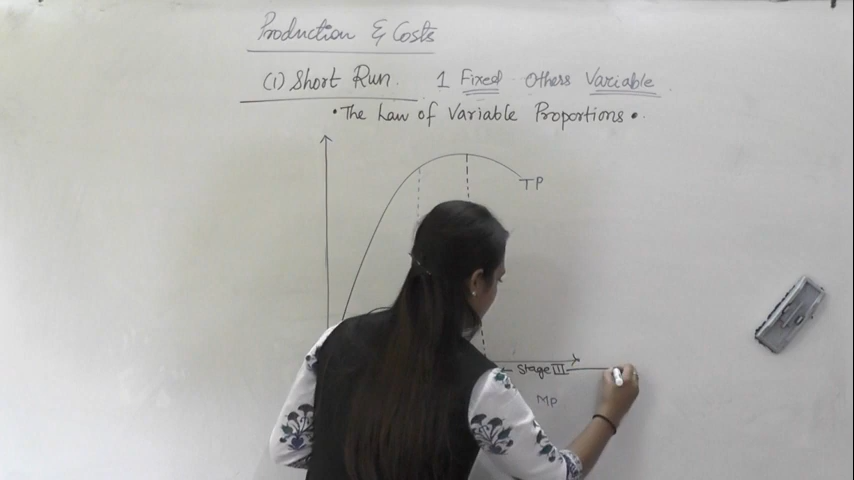 Production & Costs
(1) Short Run. 1 Fixed Others Variable
• The Law of Variable Proportions •.
TP
Stage III
MP